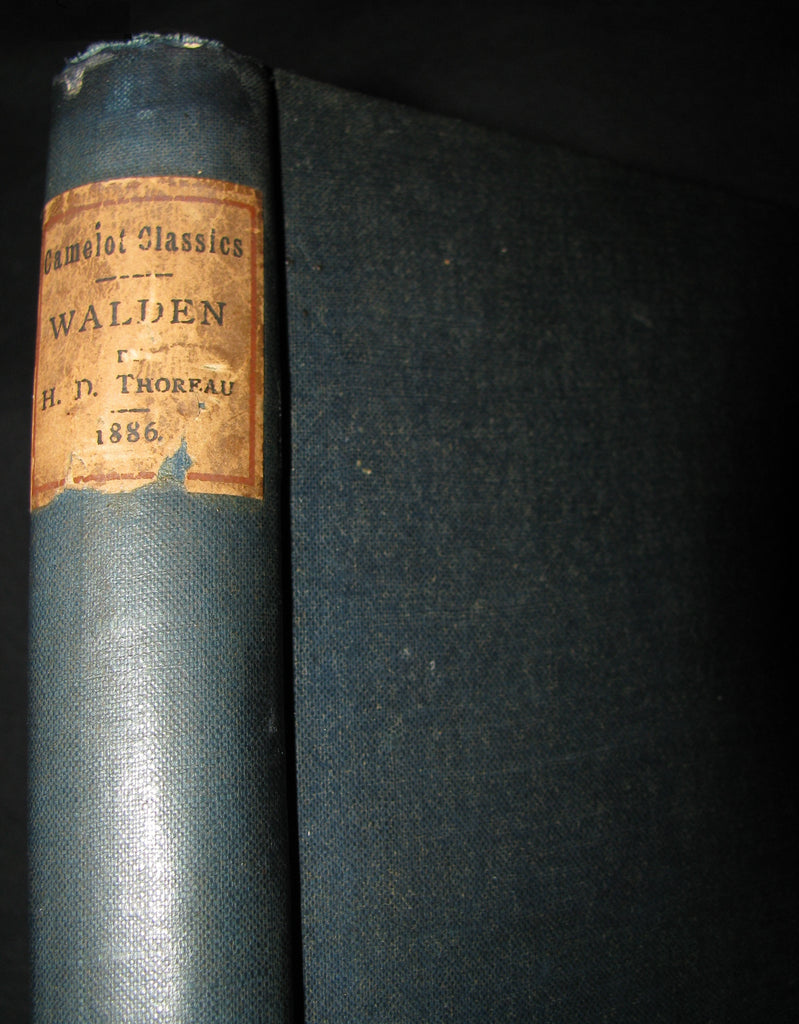 Camelot Classics
WALDEN
H. D. THOREAU
1886.